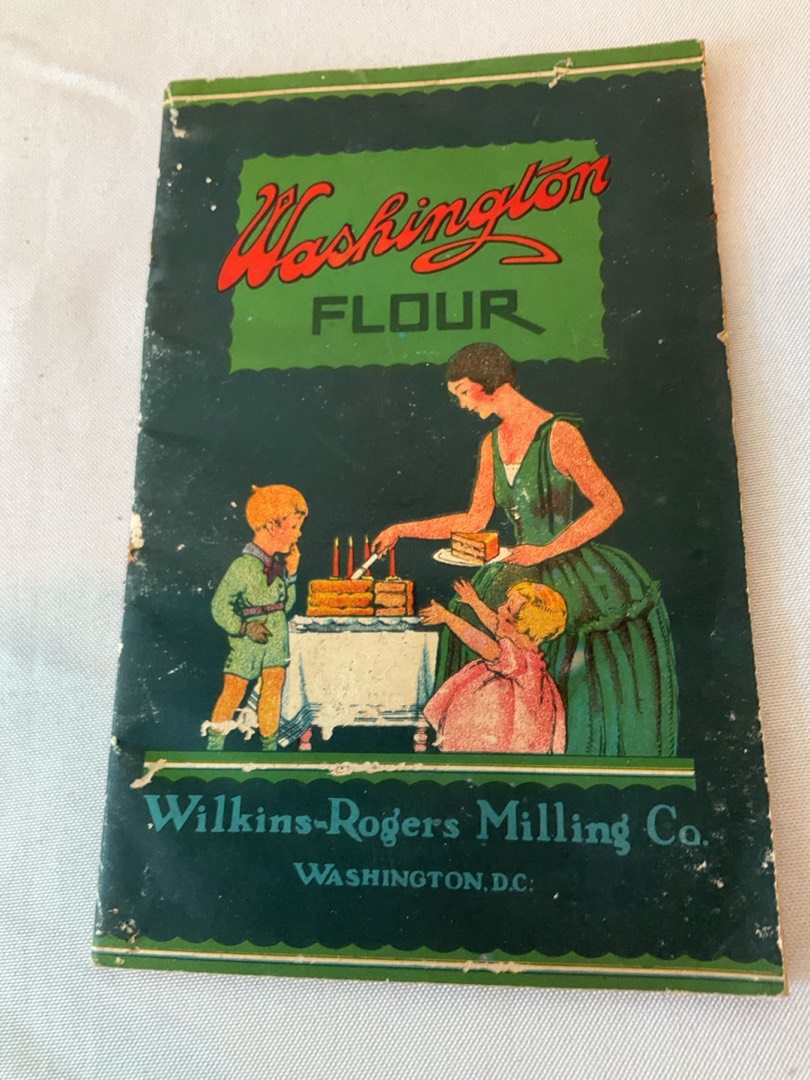 Washington
FLOUR
Wilkins-Rogers Milling Co.
WASHINGTON, D.C.